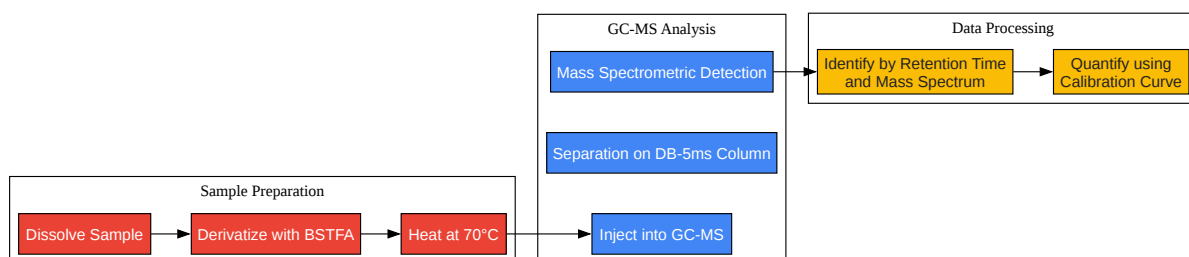 GC-MS Analysis
Data Processing
Mass Spectrometric Detection
Identify by Retention Time
and Mass Spectrum
Quantify using
Calibration Curve
Separation on DB-5ms Column
Sample Preparation
Dissolve Sample
Derivatize with BSTFA
Heat at 70°C
Inject into GC-MS